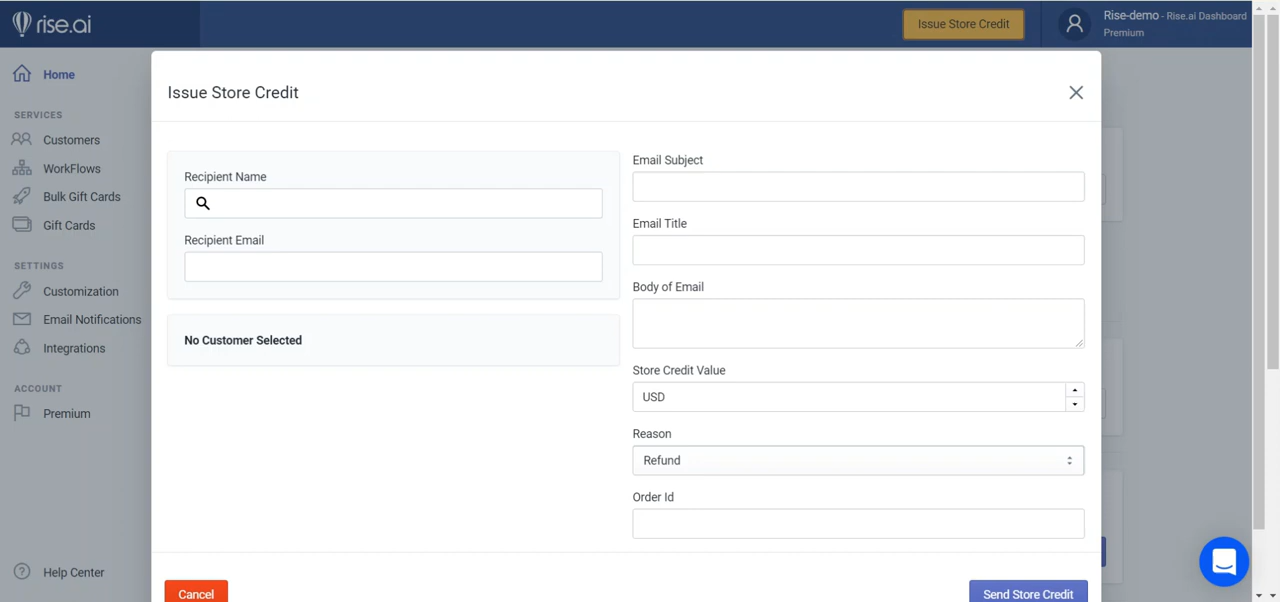 rise.ai
Issue Store Credit
Rise-demo - Rise.ai Dashboard
Premium
Home
SERVICES
Customers
WorkFlows
Bulk Gift Cards
Gift Cards
SETTINGS
Customization
Email Notifications
Integrations
ACCOUNT
Premium
Help Center
Issue Store Credit
Recipient Name
Recipient Email
No Customer Selected
Email Subject
Email Title
Body of Email
Store Credit Value
USD
Reason
Refund
Order Id
Cancel
Send Store Credit